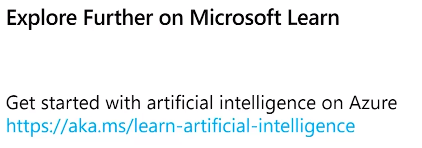 Explore Further on Microsoft Learn
Get started with artificial intelligence on Azure
https://aka.ms/learn-artificial-intelligence